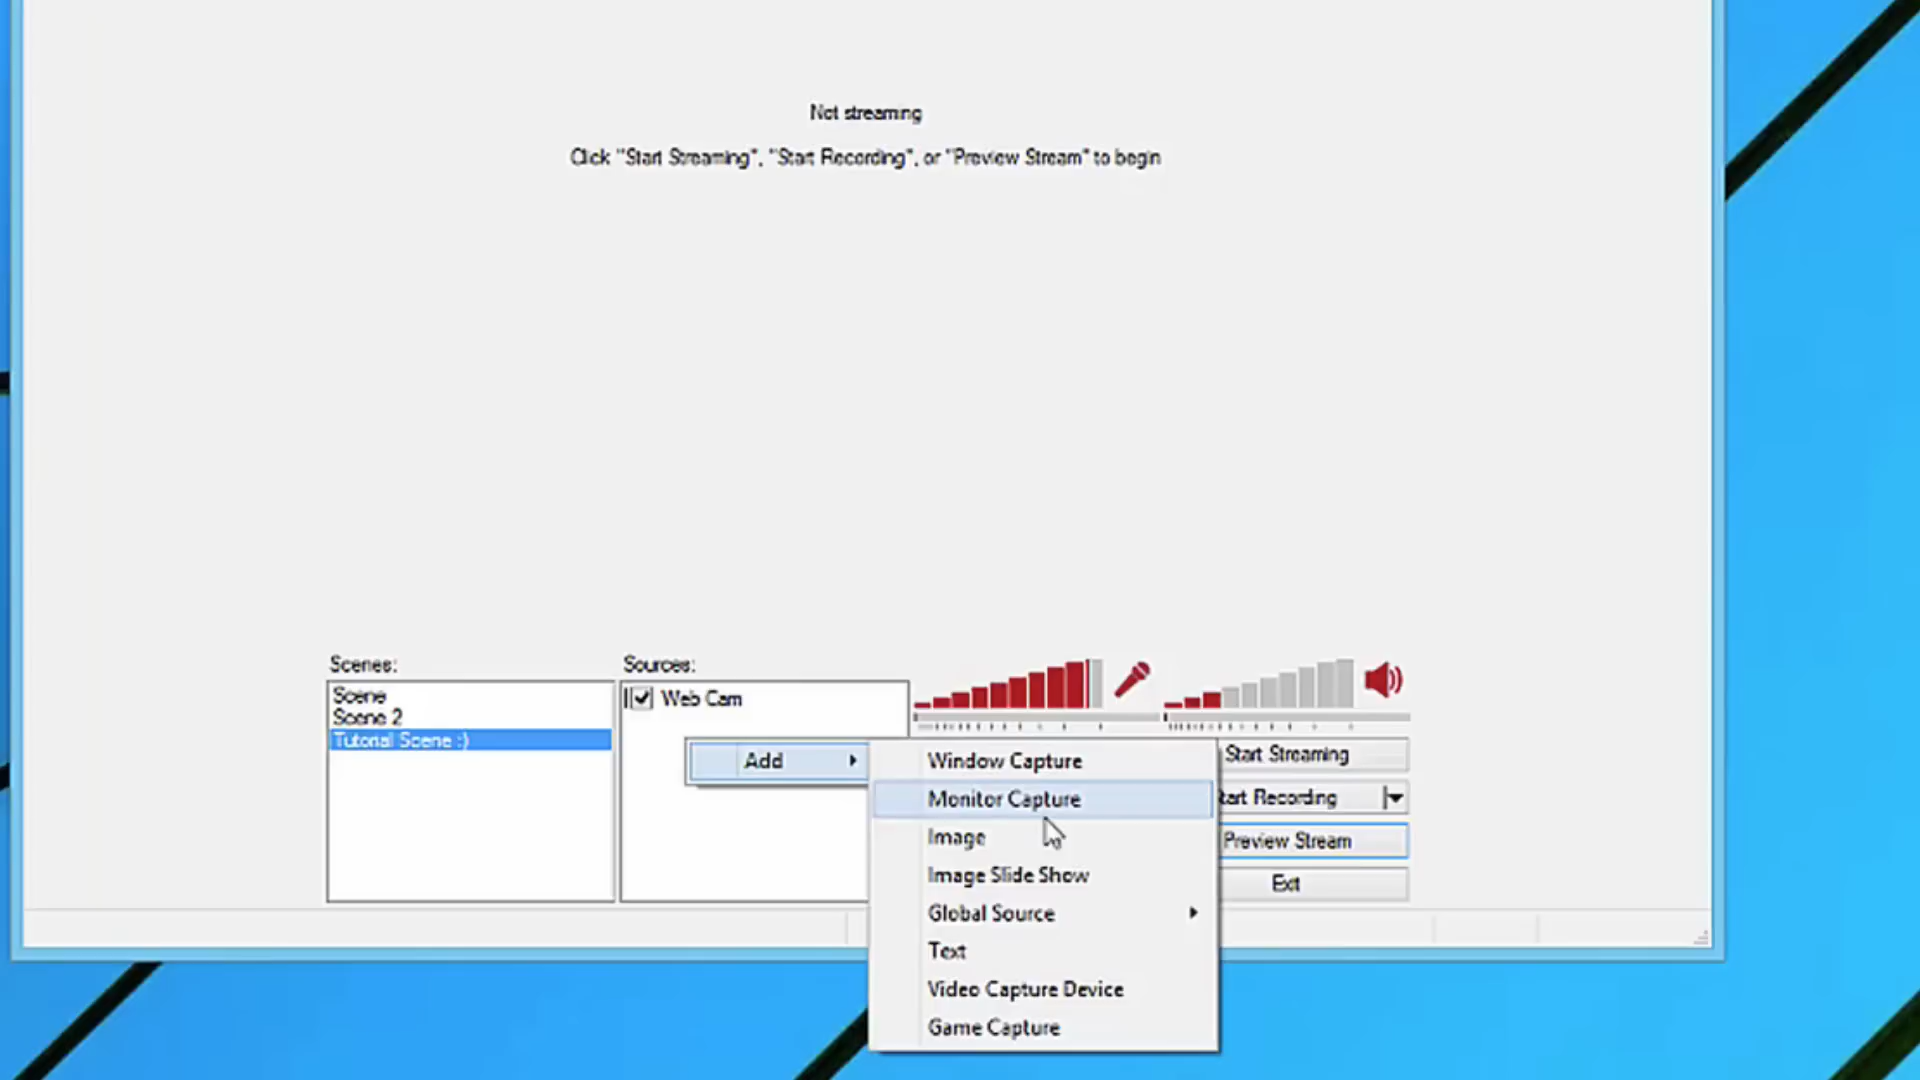 Not streaming
Click "Start Streaming", "Start Recording", or "Preview Stream" to begin
Scenes:
Scene
Scene 2
Tutorial Scene :)
Sources:
Web Cam
Add
Window Capture
Monitor Capture
Image
Image Slide Show
Global Source
Text
Video Capture Device
Game Capture
Start Streaming
tart Recording
Preview Stream
Exit